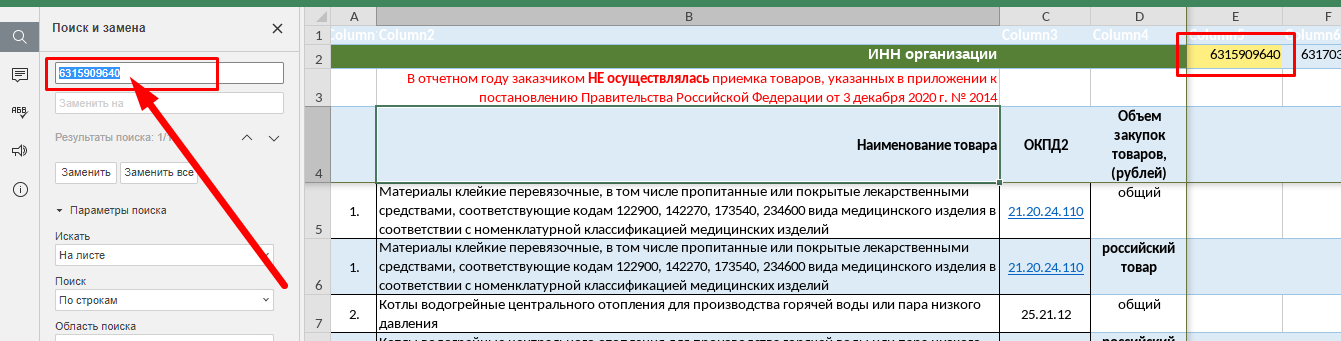 Поиск и замена
6315909640
Заменить на
Результаты поиска: 1/1
Заменить
Заменить все
Параметры поиска
Искать
На листе
Поиск
По строкам
Область поиска
A B C D E F
1 Column Column2 Column3 Column4 Column5 Column6
2 ИНН организации 6315909640 631703
3 В отчетном году заказчиком НЕ осуществлялась приемка товаров, указанных в приложении к
постановлению Правительства Российской Федерации от 3 декабря 2020 г. № 2014
4 Наименование товара ОКПД2 Объем
закупок
товаров,
(рублей)
5 1. Материалы клейкие перевязочные, в том числе пропитанные или покрытые лекарственными
средствами, соответствующие кодам 122900, 142270, 173540, 234600 вида медицинского изделия в
соответствии с номенклатурной классификацией медицинских изделий
21.20.24.110
общий
6 1. Материалы клейкие перевязочные, в том числе пропитанные или покрытые лекарственными
средствами, соответствующие кодам 122900, 142270, 173540, 234600 вида медицинского изделия в
соответствии с номенклатурной классификацией медицинских изделий
21.20.24.110
российский
товар
7 2. Котлы водогрейные центрального отопления для производства горячей воды или пара низкого
давления
25.21.12
общий